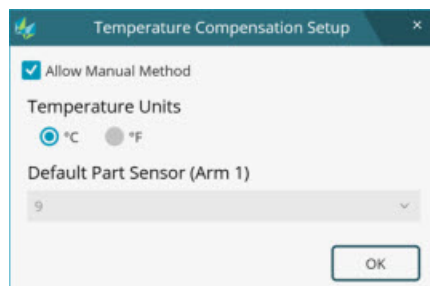 Temperature Compensation Setup ×
Allow Manual Method
Temperature Units
°C °F
Default Part Sensor (Arm 1)
9
OK